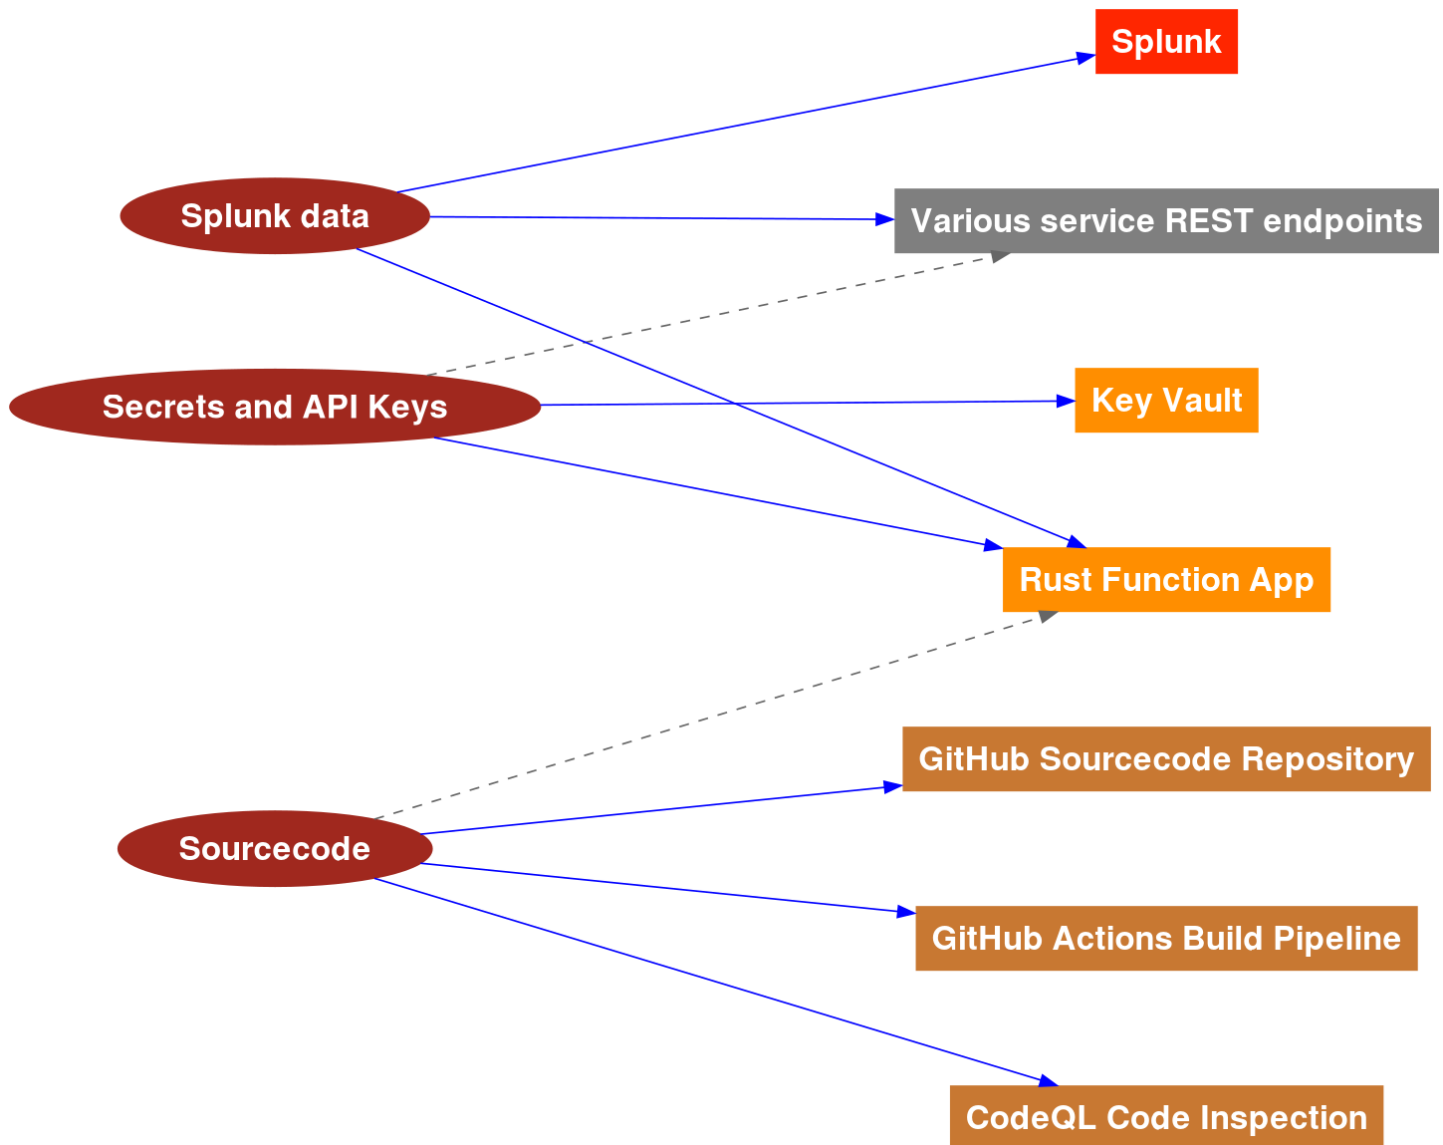 Splunk
Splunk data
Various service REST endpoints
Secrets and API Keys
Key Vault
Rust Function App
GitHub Sourcecode Repository
Sourcecode
GitHub Actions Build Pipeline
CodeQL Code Inspection